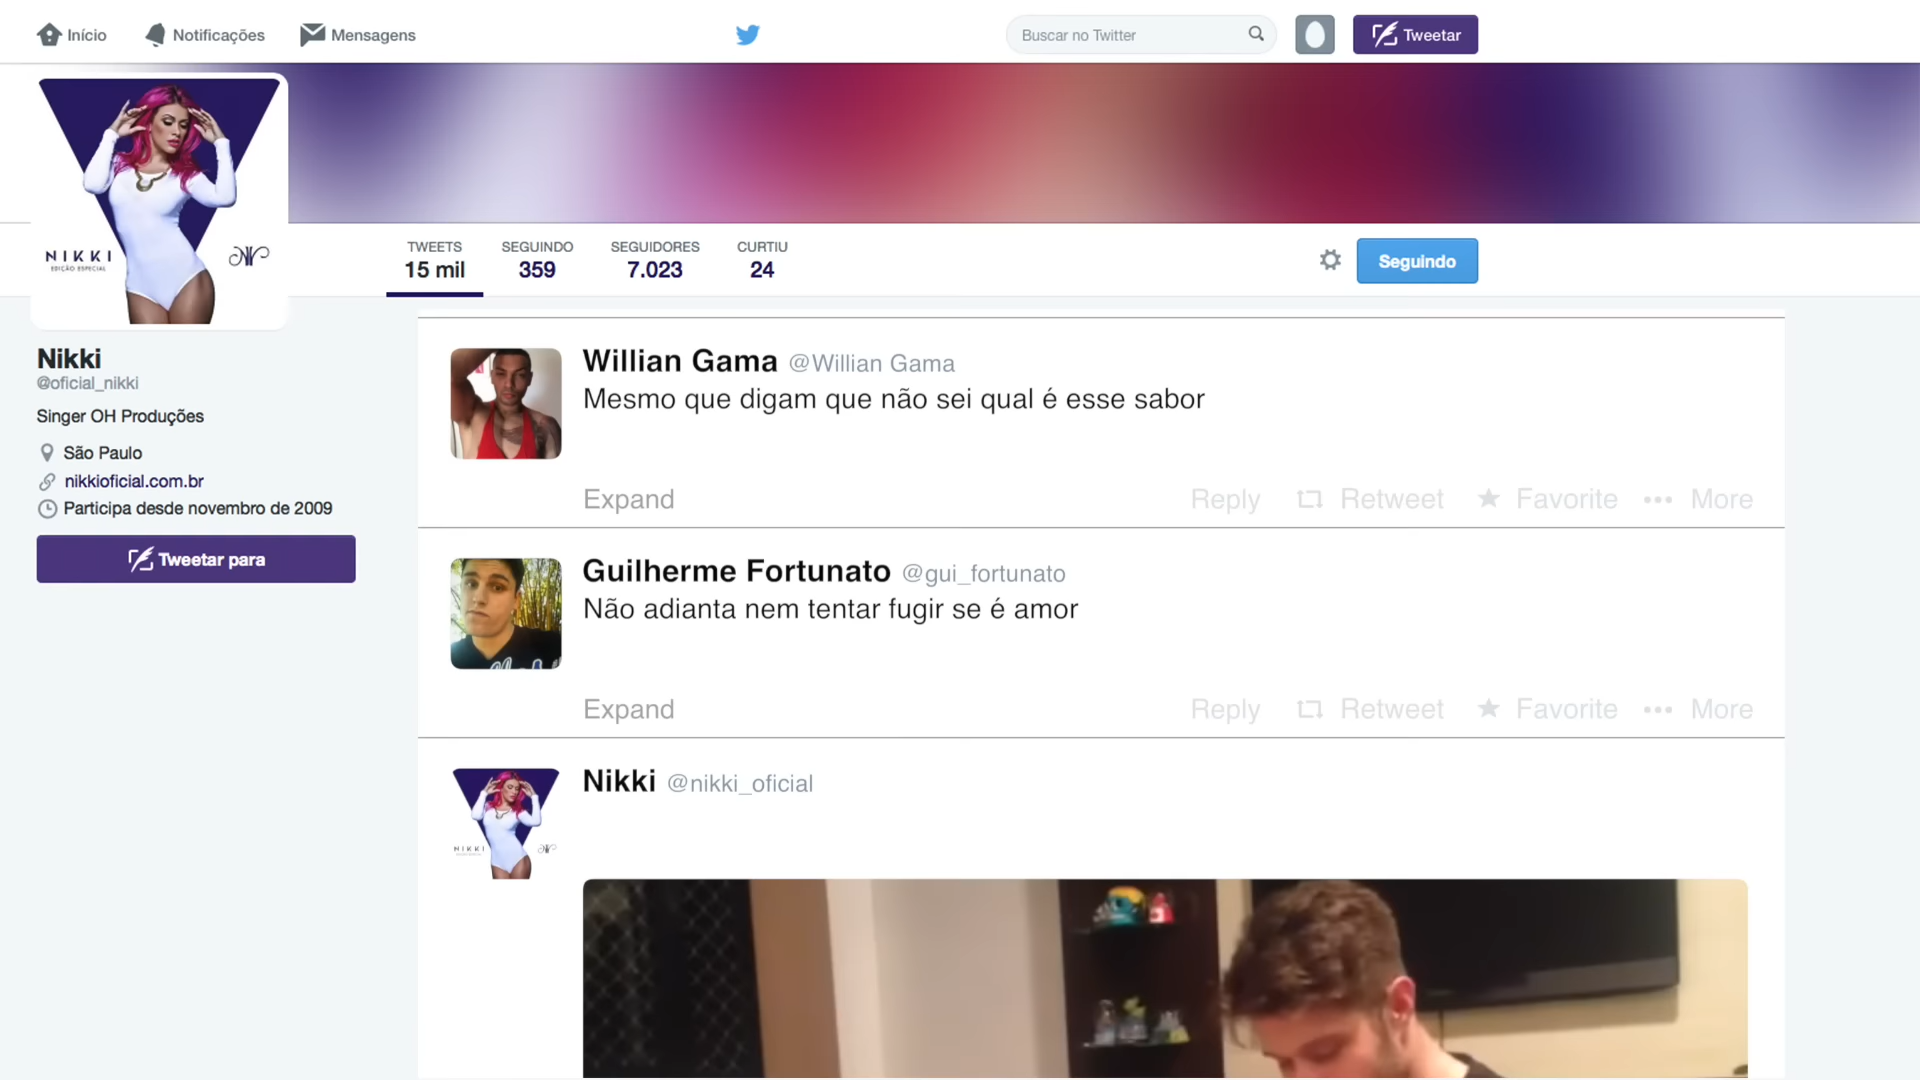 Início
Notificações
Mensagens
Buscar no Twitter
Tweetar
NIKKI
EDIÇÃO ESPECIAL
TWEETS
15 mil
SEGUINDO
359
SEGUIDORES
7.023
CURTIU
24
Seguindo
Nikki
@oficial_nikki
Singer OH Produções
São Paulo
nikkioficial.com.br
Participa desde novembro de 2009
Tweetar para
Willian Gama @Willian Gama
Mesmo que digam que não sei qual é esse sabor
Expand Reply Retweet Favorite More
Guilherme Fortunato @gui_fortunato
Não adianta nem tentar fugir se é amor
Expand Reply Retweet Favorite More
Nikki @nikki_oficial
NIKKI